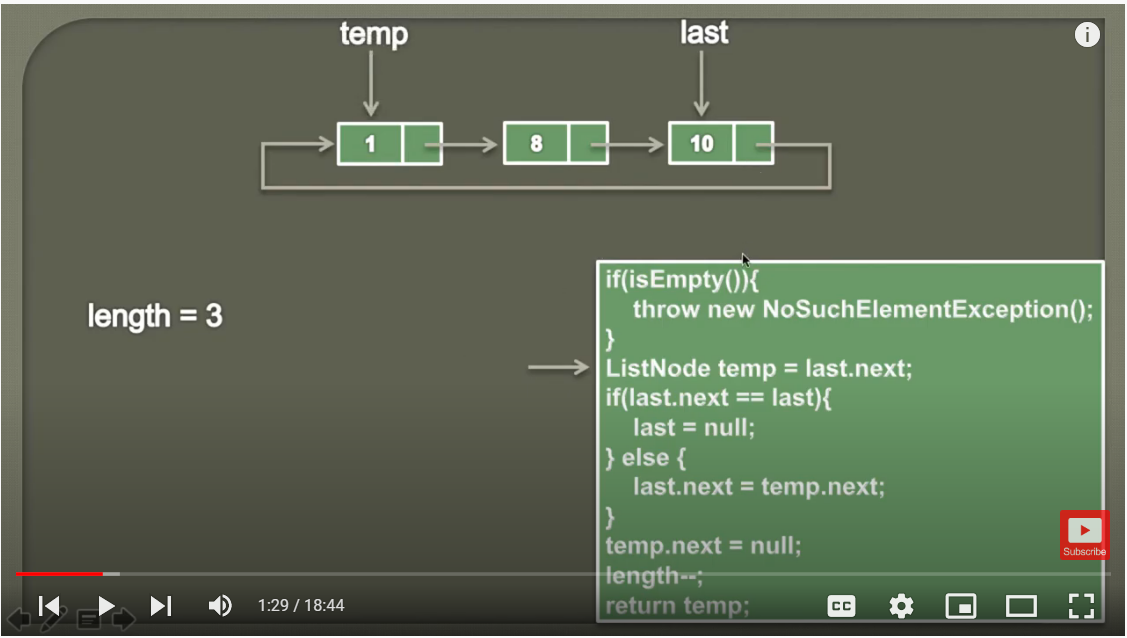 temp
last
1
8
10
length = 3
if(isEmpty()){
throw new NoSuchElementException();
}
ListNode temp = last.next;
if(last.next == last){
last = null;
} else {
last.next = temp.next;
}
temp.next = null;
length--;
return temp;
Subscribe
1:29 / 18:44
CC
i